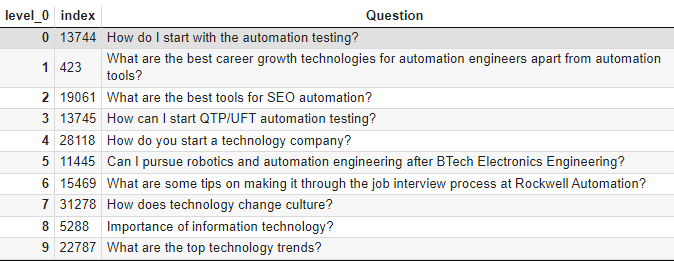 level_0 index Question
0 13744 How do I start with the automation testing?
1 423 What are the best career growth technologies for automation engineers apart from automation
tools?
2 19061 What are the best tools for SEO automation?
3 13745 How can I start QTP/UFT automation testing?
4 28118 How do you start a technology company?
5 11445 Can I pursue robotics and automation engineering after BTech Electronics Engineering?
6 15469 What are some tips on making it through the job interview process at Rockwell Automation?
7 31278 How does technology change culture?
8 5288 Importance of information technology?
9 22787 What are the top technology trends?